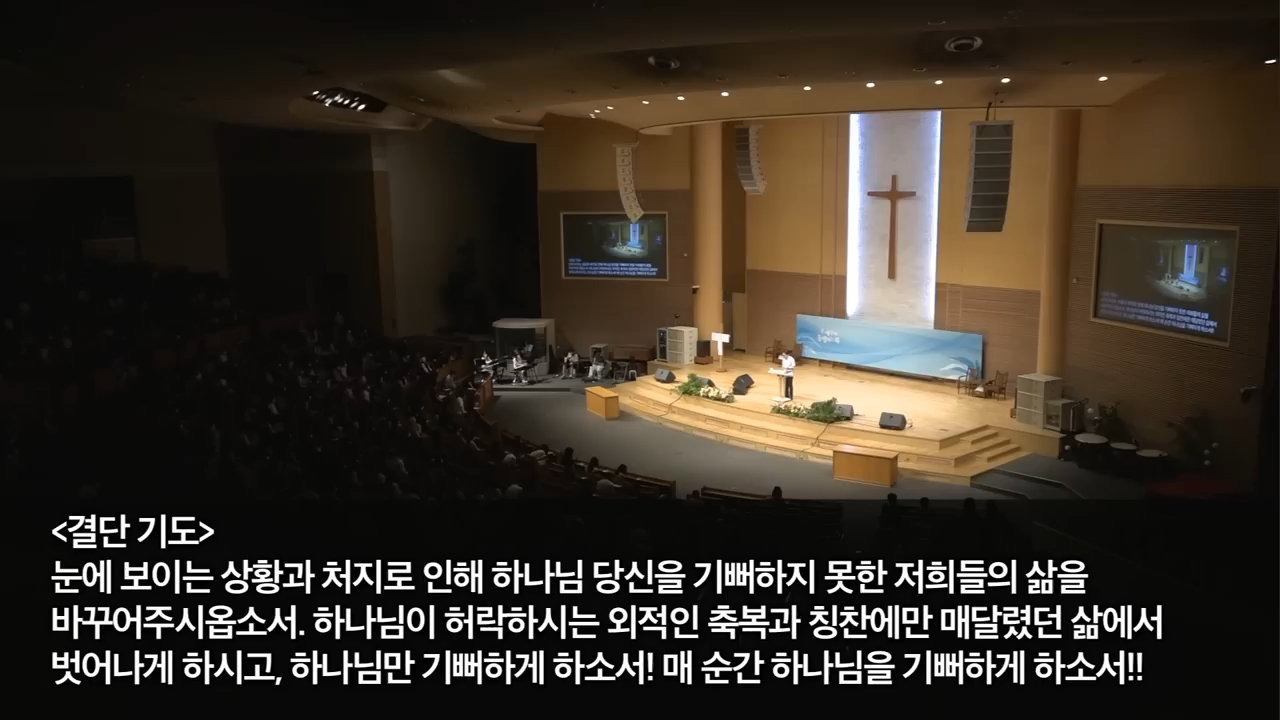 <결단 기도>
눈에 보이는 상황과 처지로 인해 하나님 당신을 기뻐하지 못한 저희들의 삶을
바꾸어주시옵소서. 하나님이 허락하시는 외적인 축복과 칭찬에만 매달렸던 삶에서
벗어나게 하시고, 하나님만 기뻐하게 하소서! 매 순간 하나님을 기뻐하게 하소서!!